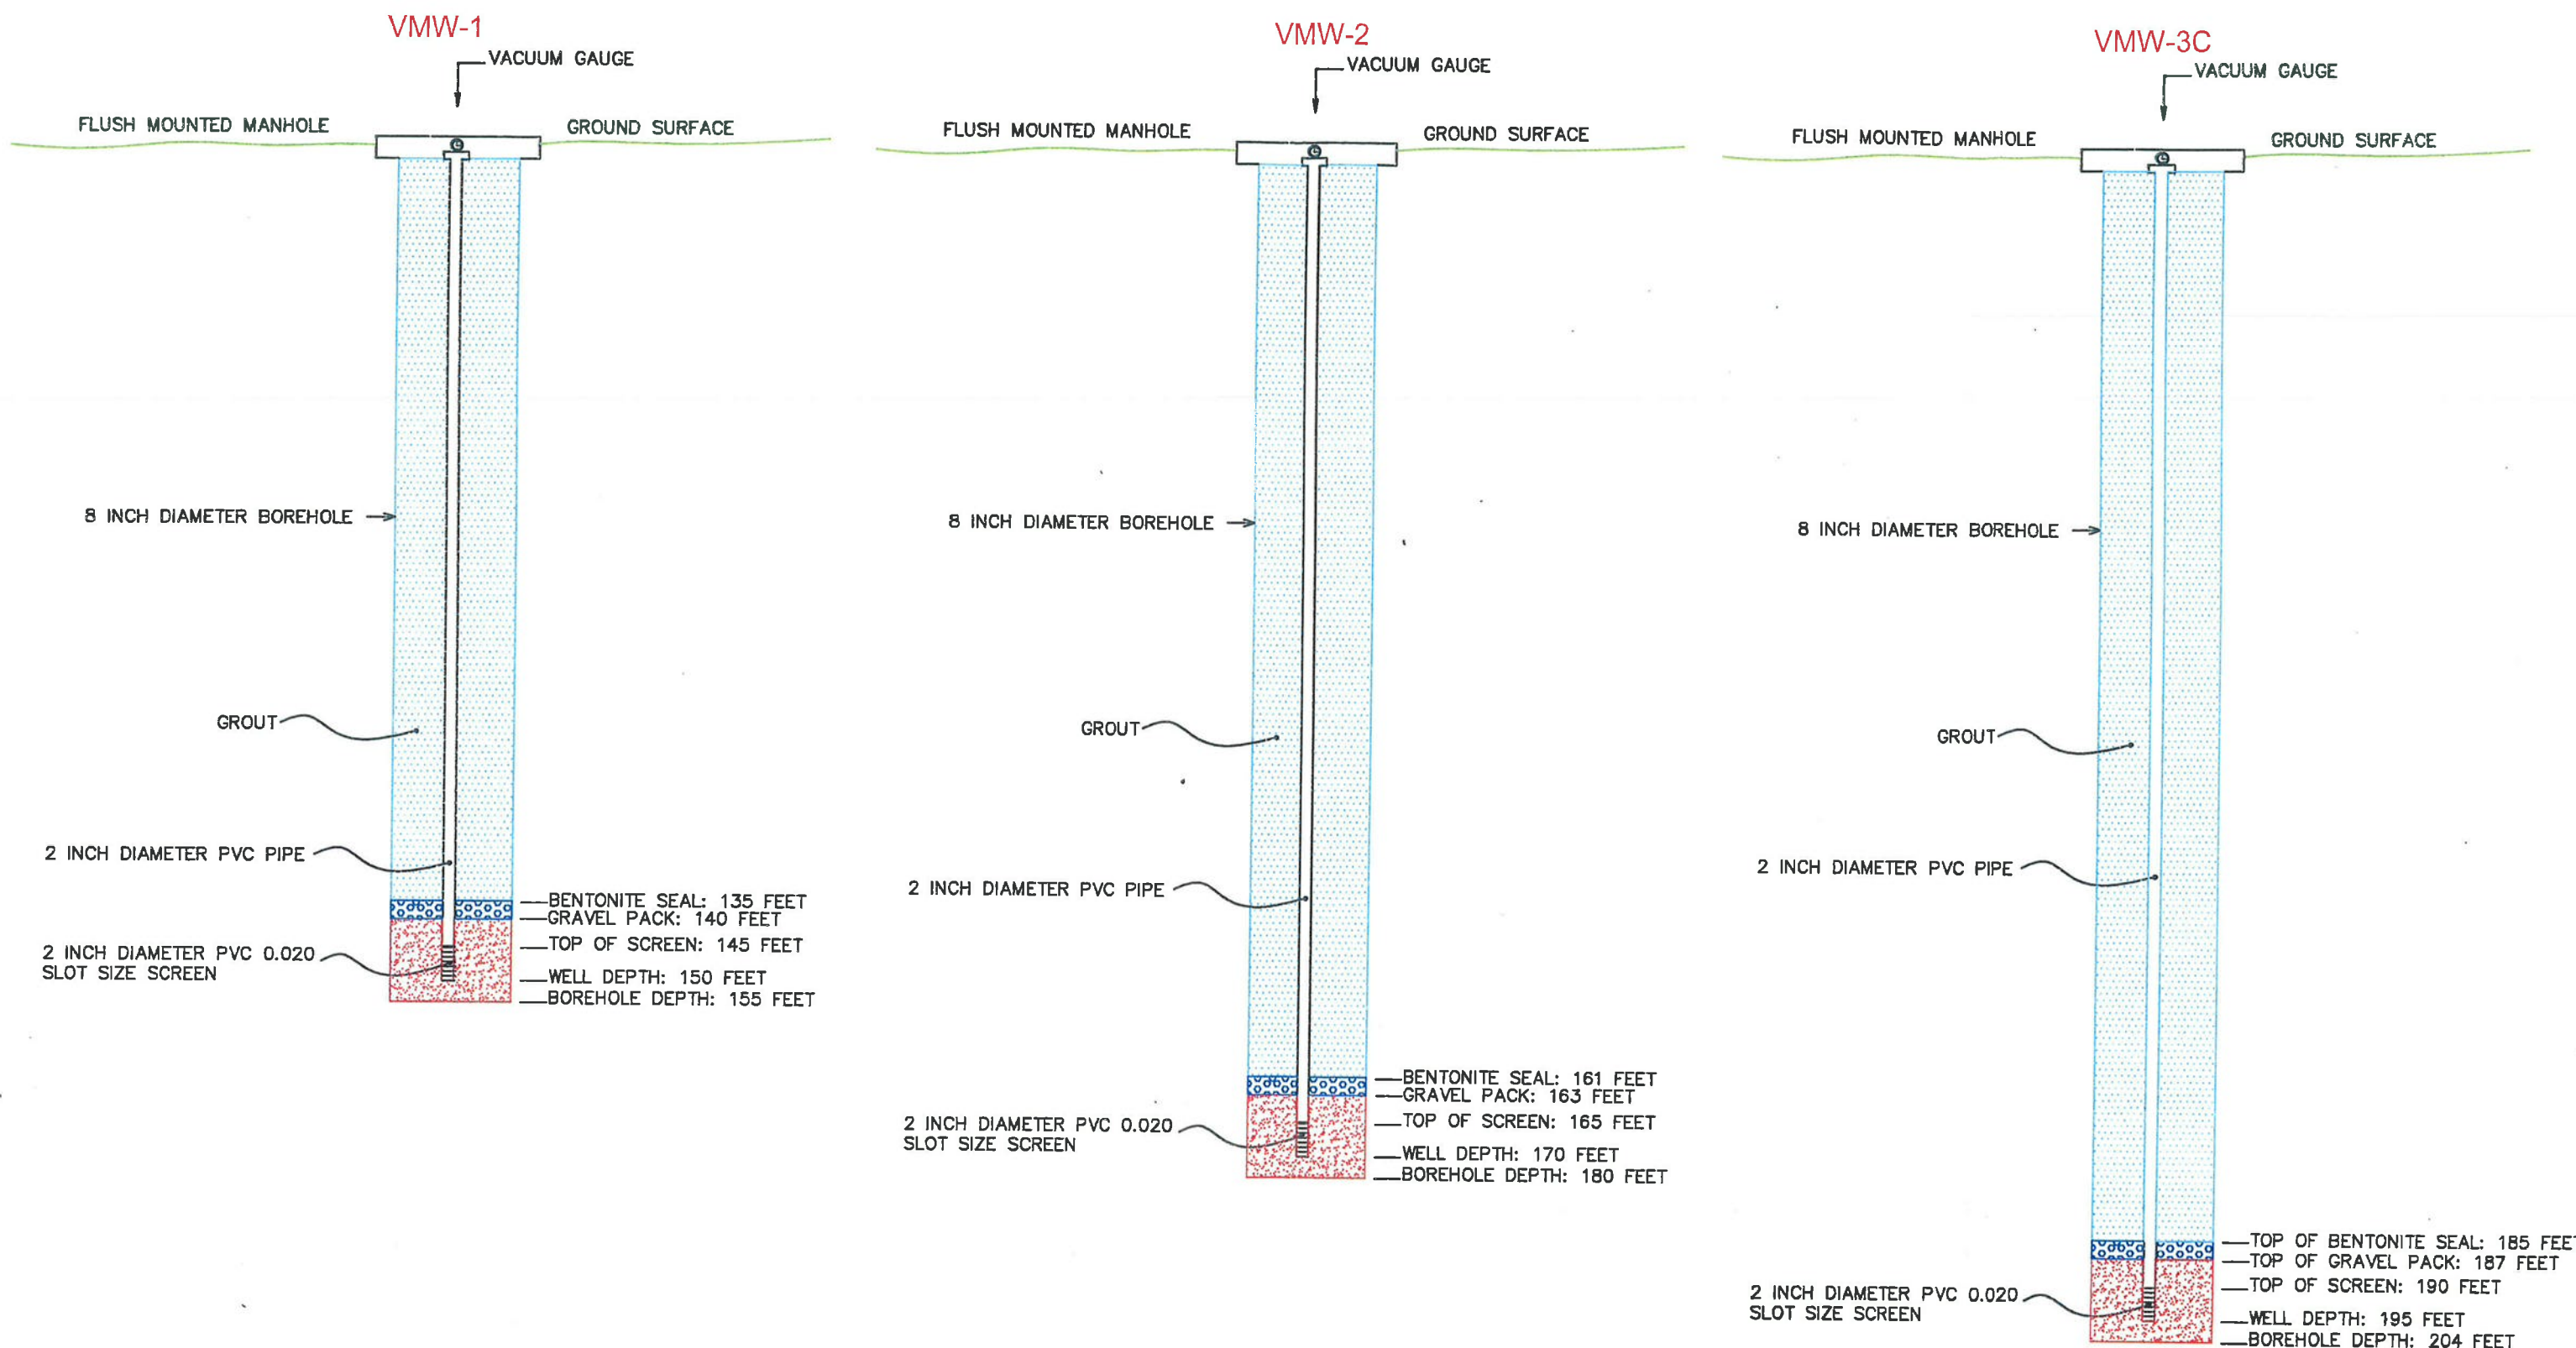 VMW-1
VACUUM GAUGE
FLUSH MOUNTED MANHOLE
GROUND SURFACE
8 INCH DIAMETER BOREHOLE
GROUT
2 INCH DIAMETER PVC PIPE
BENTONITE SEAL: 135 FEET
GRAVEL PACK: 140 FEET
TOP OF SCREEN: 145 FEET
2 INCH DIAMETER PVC 0.020
SLOT SIZE SCREEN
WELL DEPTH: 150 FEET
BOREHOLE DEPTH: 155 FEET
VMW-2
VACUUM GAUGE
FLUSH MOUNTED MANHOLE
GROUND SURFACE
8 INCH DIAMETER BOREHOLE
GROUT
2 INCH DIAMETER PVC PIPE
BENTONITE SEAL: 161 FEET
GRAVEL PACK: 163 FEET
TOP OF SCREEN: 165 FEET
2 INCH DIAMETER PVC 0.020
SLOT SIZE SCREEN
WELL DEPTH: 170 FEET
BOREHOLE DEPTH: 180 FEET
VMW-3C
VACUUM GAUGE
FLUSH MOUNTED MANHOLE
GROUND SURFACE
8 INCH DIAMETER BOREHOLE
GROUT
2 INCH DIAMETER PVC PIPE
TOP OF BENTONITE SEAL: 185 FEET
TOP OF GRAVEL PACK: 187 FEET
TOP OF SCREEN: 190 FEET
2 INCH DIAMETER PVC 0.020
SLOT SIZE SCREEN
WELL DEPTH: 195 FEET
BOREHOLE DEPTH: 204 FEET